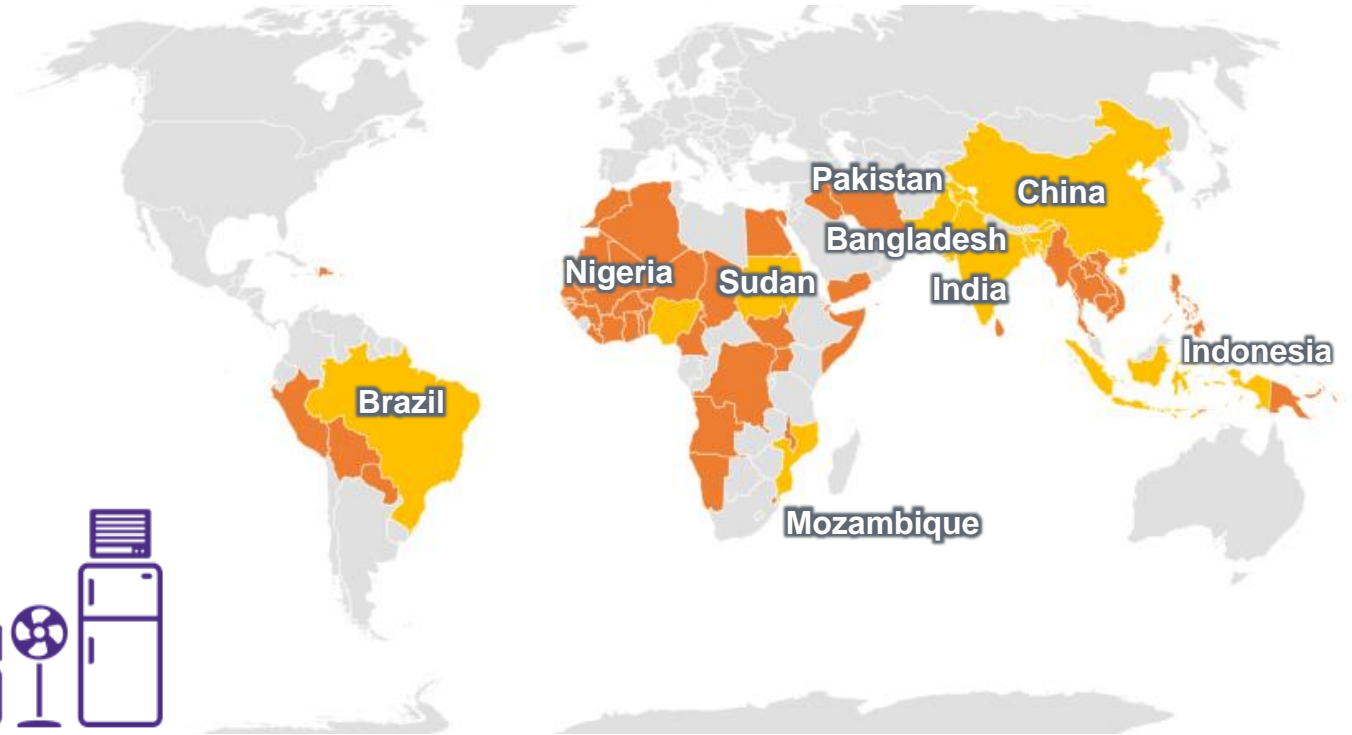 Pakistan
China
Bangladesh
Nigeria
Sudan
India
Indonesia
Brazil
Mozambique